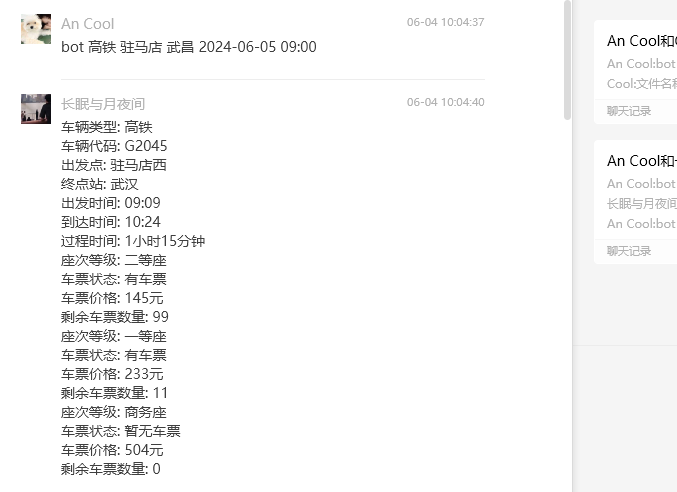 An Cool
06-04 10:04:37
bot 高铁 驻马店 武昌 2024-06-05 09:00
长眠与月夜间
06-04 10:04:40
车辆类型: 高铁
车辆代码: G2045
出发点: 驻马店西
终点站: 武汉
出发时间: 09:09
到达时间: 10:24
过程时间: 1小时15分钟
座次等级: 二等座
车票状态: 有车票
车票价格: 145元
剩余车票数量: 99
座次等级: 一等座
车票状态: 有车票
车票价格: 233元
剩余车票数量: 11
座次等级: 商务座
车票状态: 暂无车票
车票价格: 504元
剩余车票数量: 0
An Cool和
An Cool:bot
Cool:文件名称
聊天记录
An Cool和
An Cool:bot
长眠与月夜间
An Cool:bot
聊天记录